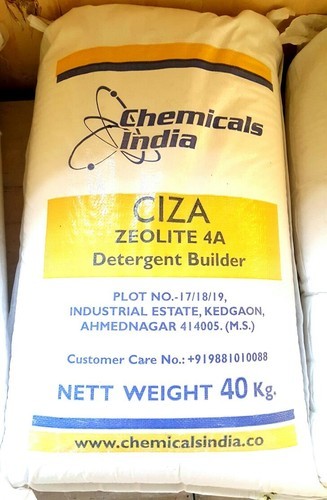 Chemicals
India
CIZA
ZEOLITE 4A
Detergent Builder
PLOT NO.-17/18/19,
INDUSTRIAL ESTATE, KEDGAON,
AHMEDNAGAR 414005. (M.S.)
Customer Care No.: +919881010088
NETT WEIGHT 40 Kg.
www.chemicalsindia.co